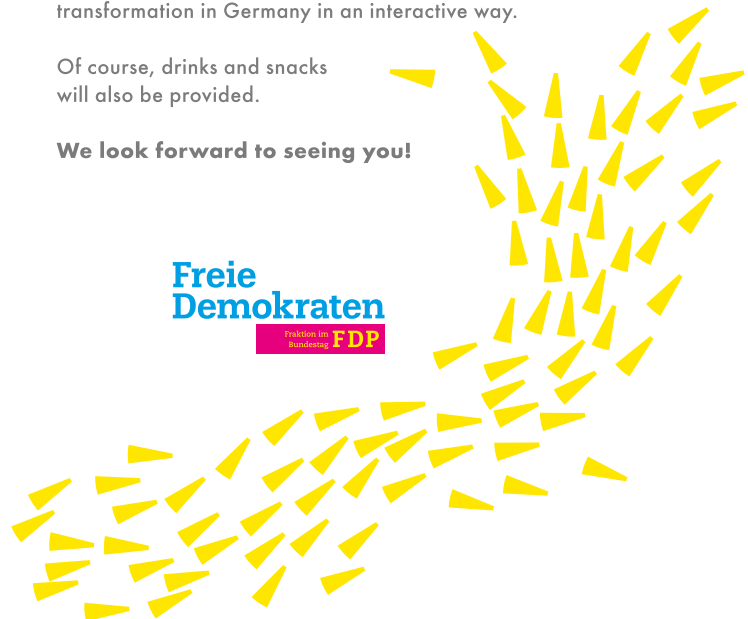 transformation in Germany in an interactive way.
Of course, drinks and snacks
will also be provided.
We look forward to seeing you!
Freie
Demokraten
Fraktion im
Bundestag FDP